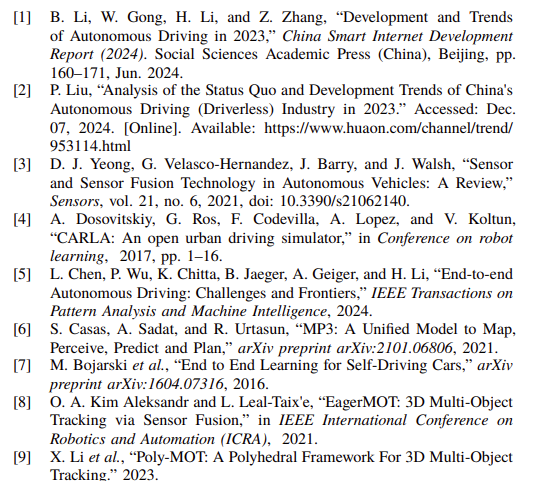 [1] B. Li, W. Gong, H. Li, and Z. Zhang, “Development and Trends
of Autonomous Driving in 2023,” China Smart Internet Development
Report (2024). Social Sciences Academic Press (China), Beijing, pp.
160–171, Jun. 2024.
[2] P. Liu, “Analysis of the Status Quo and Development Trends of China's
Autonomous Driving (Driverless) Industry in 2023.” Accessed: Dec.
07, 2024. [Online]. Available: https://www.huaon.com/channel/trend/
953114.html
[3] D. J. Yeong, G. Velasco-Hernandez, J. Barry, and J. Walsh, “Sensor
and Sensor Fusion Technology in Autonomous Vehicles: A Review,”
Sensors, vol. 21, no. 6, 2021, doi: 10.3390/s21062140.
[4] A. Dosovitskiy, G. Ros, F. Codevilla, A. Lopez, and V. Koltun,
“CARLA: An open urban driving simulator,” in Conference on robot
learning, 2017, pp. 1–16.
[5] L. Chen, P. Wu, K. Chitta, B. Jaeger, A. Geiger, and H. Li, “End-to-end
Autonomous Driving: Challenges and Frontiers,” IEEE Transactions on
Pattern Analysis and Machine Intelligence, 2024.
[6] S. Casas, A. Sadat, and R. Urtasun, “MP3: A Unified Model to Map,
Perceive, Predict and Plan,” arXiv preprint arXiv:2101.06806, 2021.
[7] M. Bojarski et al., “End to End Learning for Self-Driving Cars,” arXiv
preprint arXiv:1604.07316, 2016.
[8] O. A. Kim Aleksandr and L. Leal-Taix'e, “EagerMOT: 3D Multi-Object
Tracking via Sensor Fusion,” in IEEE International Conference on
Robotics and Automation (ICRA), 2021.
[9] X. Li et al., “Poly-MOT: A Polyhedral Framework For 3D Multi-Object
Tracking.” 2023.